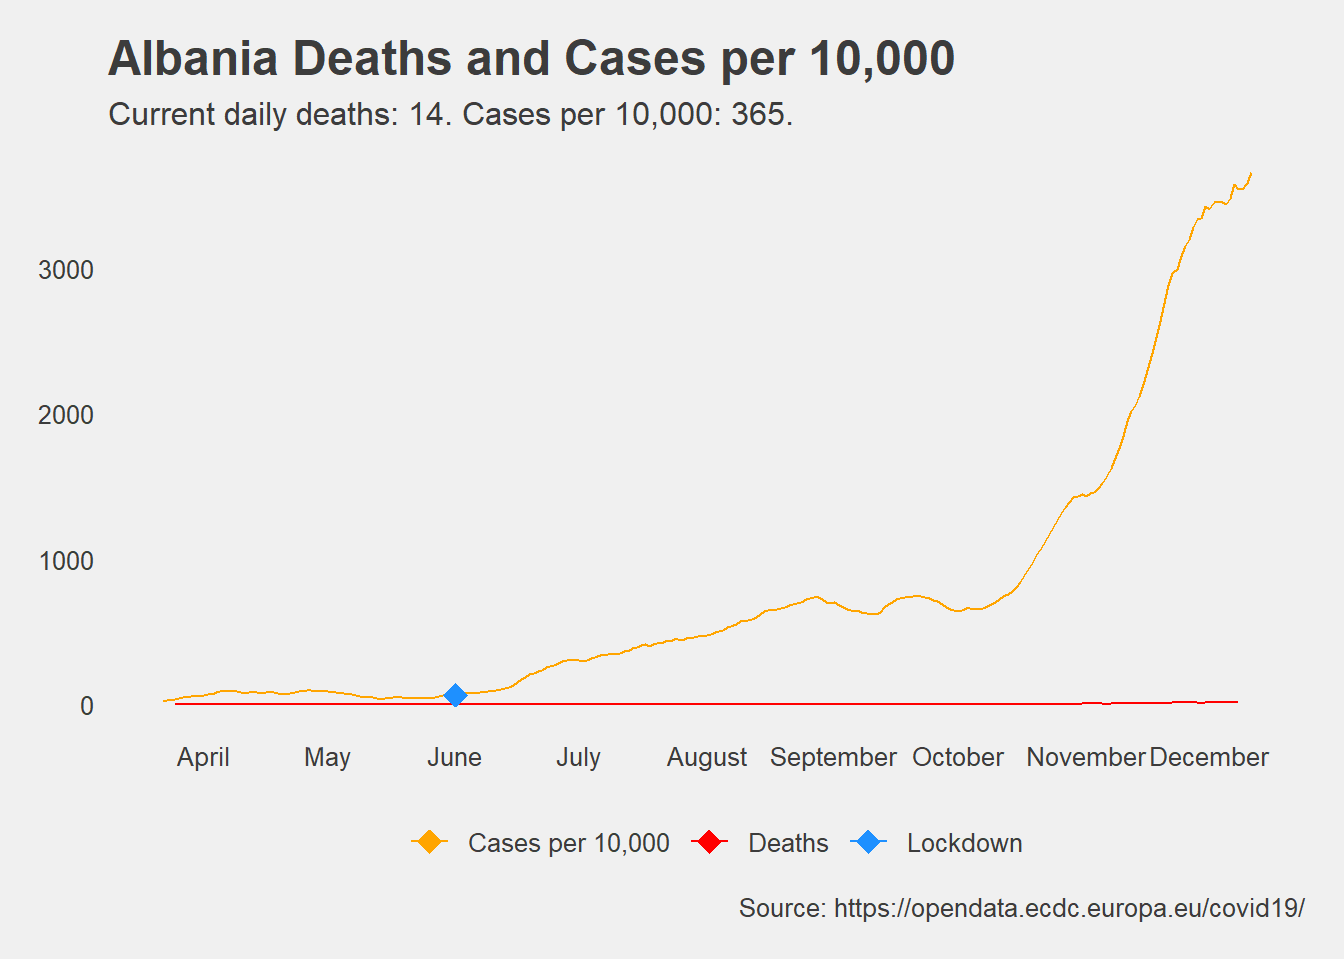 Albania Deaths and Cases per 10,000
Current daily deaths: 14. Cases per 10,000: 365.
3000
2000
1000
0
April May June July August September October November December
Cases per 10,000 Deaths Lockdown
Source: https://opendata.ecdc.europa.eu/covid19/